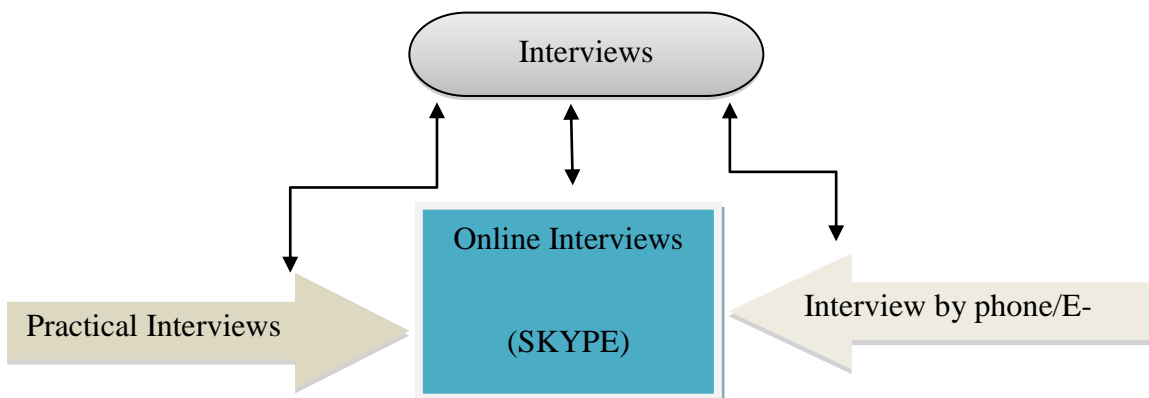 Interviews
Online Interviews
(SKYPE)
Practical Interviews
Interview by phone/E-